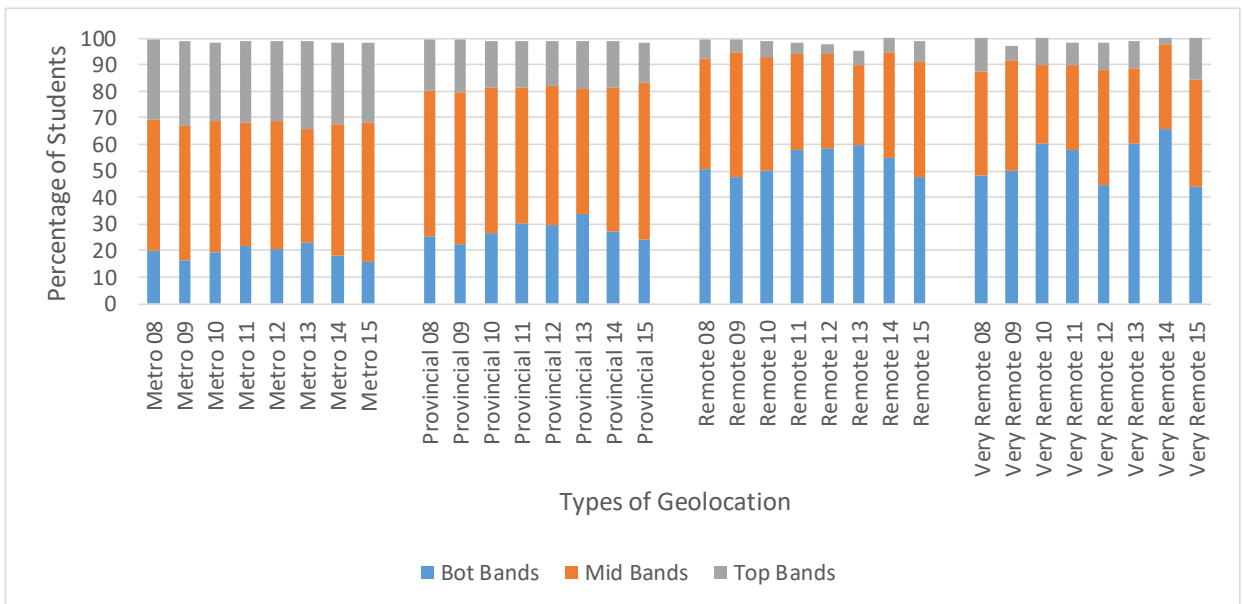 Percentage of Students
100
90
80
70
60
50
40
30
20
10
0
Metro 08
Metro 09
Metro 10
Metro 11
Metro 12
Metro 13
Metro 14
Metro 15
Provincial 08
Provincial 09
Provincial 10
Provincial 11
Provincial 12
Provincial 13
Provincial 14
Provincial 15
Remote 08
Remote 09
Remote 10
Remote 11
Remote 12
Remote 13
Remote 14
Remote 15
Very Remote 08
Very Remote 09
Very Remote 10
Very Remote 11
Very Remote 12
Very Remote 13
Very Remote 14
Very Remote 15
Types of Geolocation
Bot Bands Mid Bands Top Bands